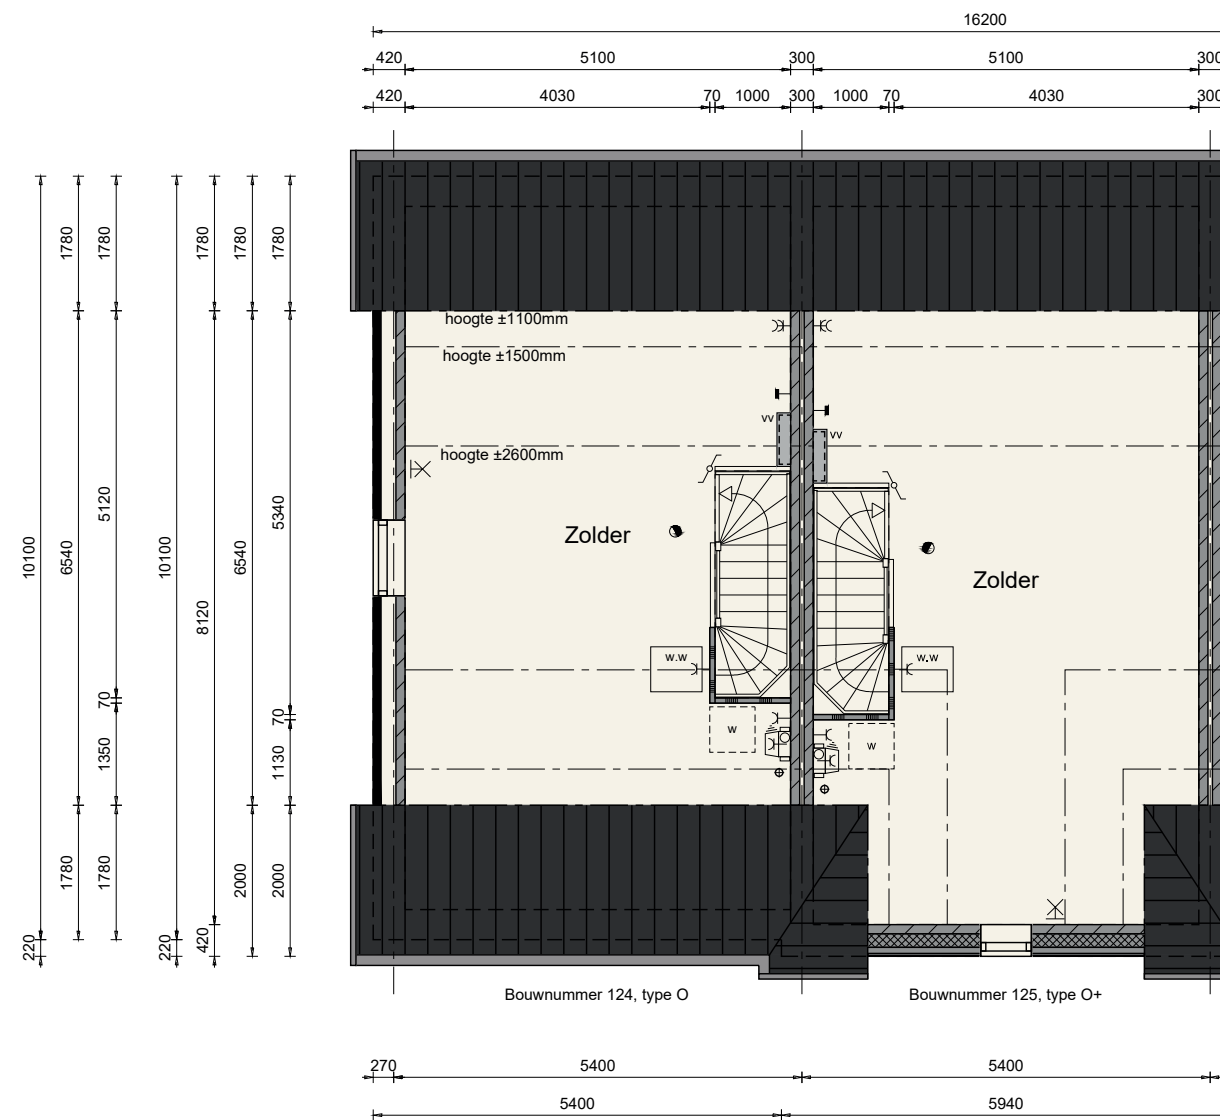 16200
420 5100 300 5100 300
420 4030 70 1000 300 1000 70 4030 300
1780 1780 1780 1780 1780
hoogte ±1100mm
hoogte ±1500mm
vv
vv
hoogte ±2600mm
10100 6540 5120 10100 8120 6540 5340
Zolder
Zolder
w.w
w.w
70 70
1350 1130
w
w
1780 1780 2000 2000
220 220 420
Bouwnummer 124, type O
Bouwnummer 125, type O+
270 5400 5400
5400 5940